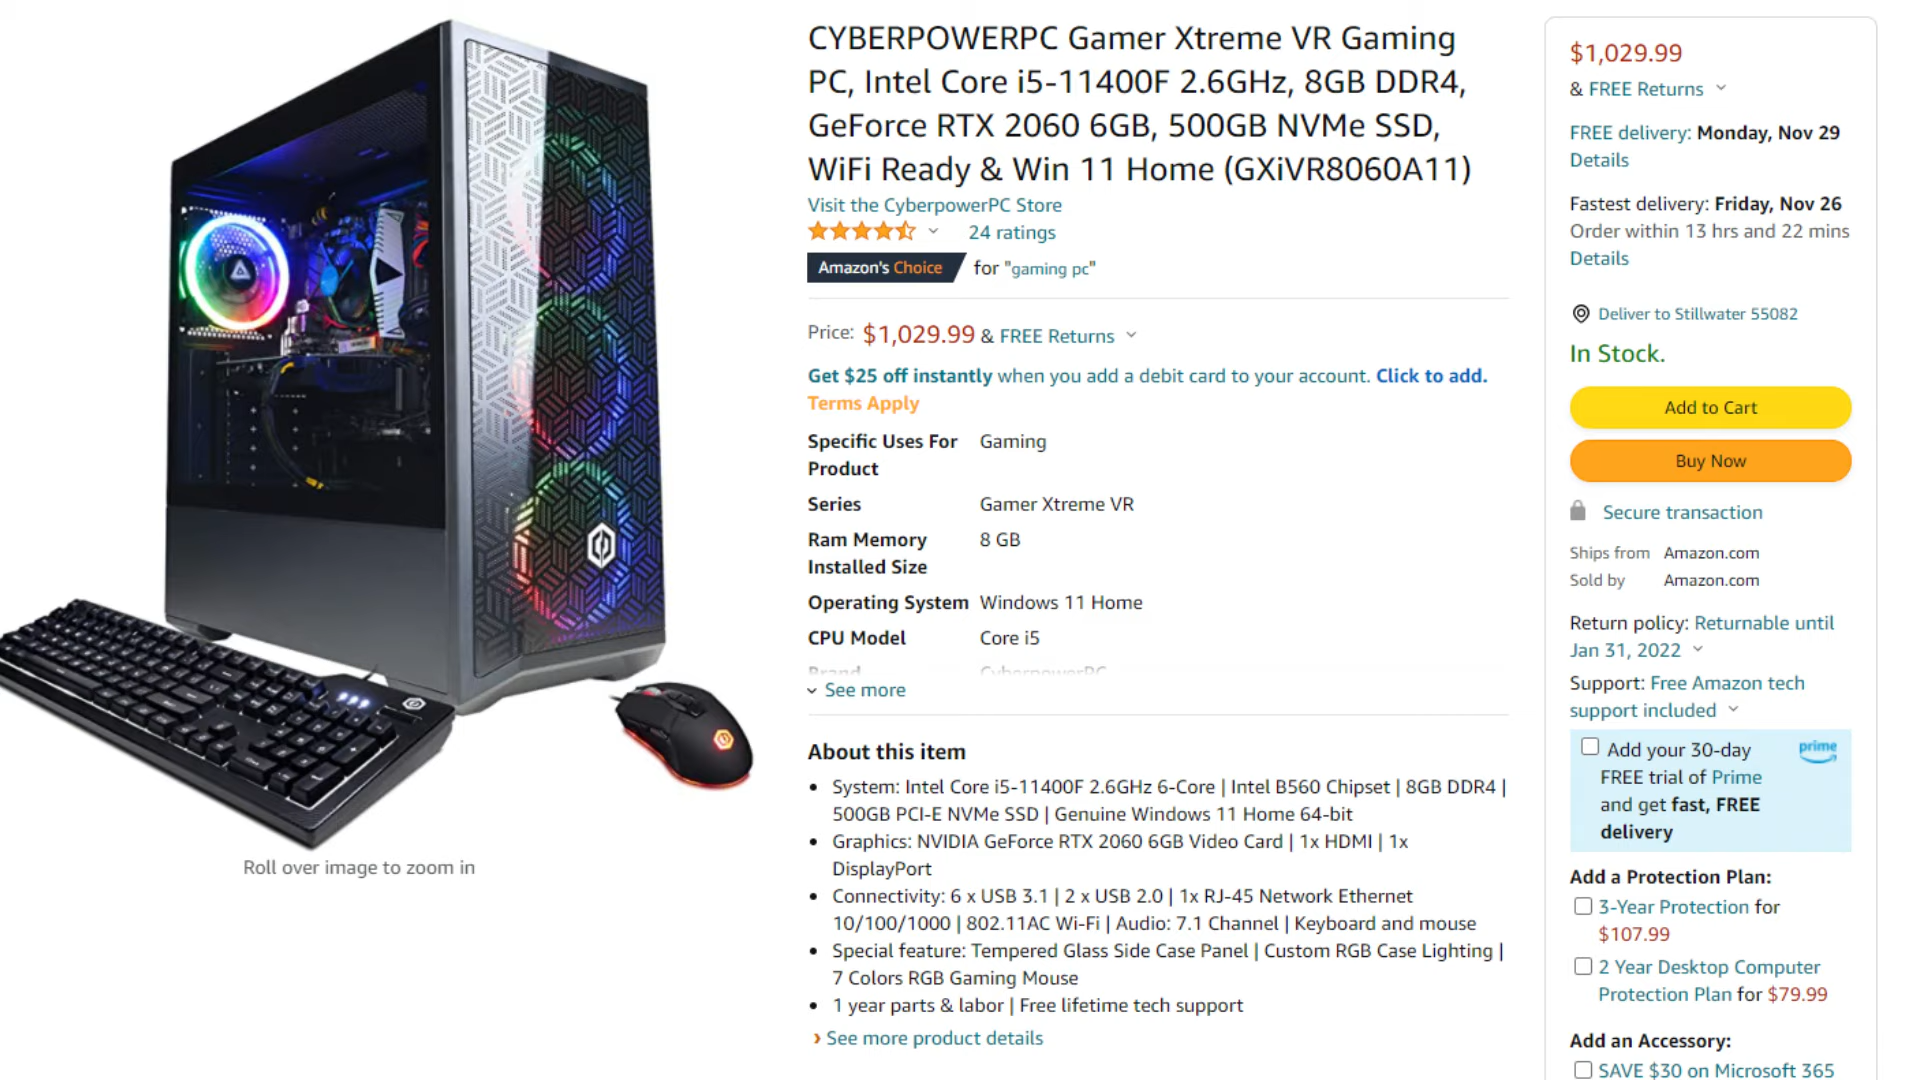 CYBERPOWERPC Gamer Xtreme VR Gaming
PC, Intel Core i5-11400F 2.6GHz, 8GB DDR4,
GeForce RTX 2060 6GB, 500GB NVMe SSD,
WiFi Ready & Win 11 Home (GXiVR8060A11)
Visit the CyberpowerPC Store
24 ratings
Amazon's Choice for "gaming pc"
Price: $1,029.99 & FREE Returns
Get $25 off instantly when you add a debit card to your account. Click to add.
Terms Apply
Specific Uses For Product Gaming
Series Gamer Xtreme VR
Ram Memory Installed Size 8 GB
Operating System Windows 11 Home
CPU Model Core i5
Brand CyberpowerPC
See more
About this item
System: Intel Core i5-11400F 2.6GHz 6-Core | Intel B560 Chipset | 8GB DDR4 |
500GB PCI-E NVMe SSD | Genuine Windows 11 Home 64-bit
Graphics: NVIDIA GeForce RTX 2060 6GB Video Card | 1x HDMI | 1x
DisplayPort
Connectivity: 6 x USB 3.1 | 2 x USB 2.0 | 1x RJ-45 Network Ethernet
10/100/1000 | 802.11AC Wi-Fi | Audio: 7.1 Channel | Keyboard and mouse
Special feature: Tempered Glass Side Case Panel | Custom RGB Case Lighting |
7 Colors RGB Gaming Mouse
1 year parts & labor | Free lifetime tech support
› See more product details
Roll over image to zoom in
$1,029.99
& FREE Returns
FREE delivery: Monday, Nov 29
Details
Fastest delivery: Friday, Nov 26
Order within 13 hrs and 22 mins
Details
Deliver to Stillwater 55082
In Stock.
Add to Cart
Buy Now
Secure transaction
Ships from Amazon.com
Sold by Amazon.com
Return policy: Returnable until
Jan 31, 2022
Support: Free Amazon tech
support included
Add your 30-day prime
FREE trial of Prime
and get fast, FREE
delivery
Add a Protection Plan:
3-Year Protection for
$107.99
2 Year Desktop Computer
Protection Plan for $79.99
Add an Accessory:
SAVE $30 on Microsoft 365